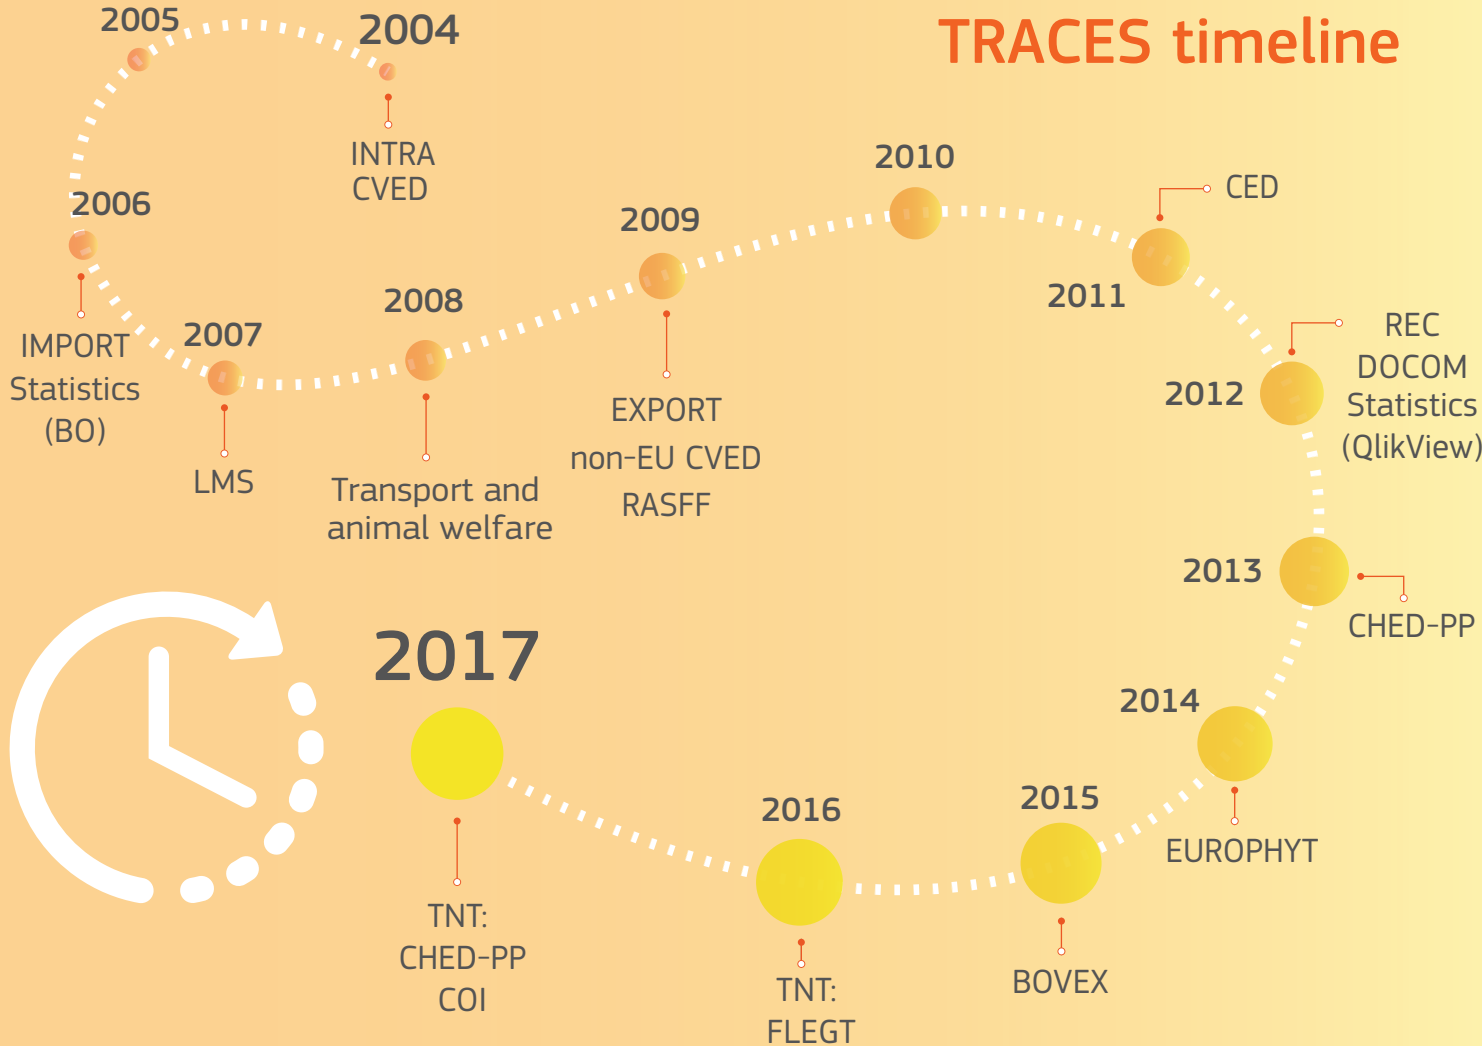 TRACES timeline
2004
INTRA
CVED
2005
2006
IMPORT
Statistics
(BO)
2007
LMS
2008
Transport and
animal welfare
2009
EXPORT
non-EU CVED
RASFF
2010
2011
CED
2012
REC
DOCOM
Statistics
(QlikView)
2013
CHED-PP
2014
EUROPHYT
2015
BOVEX
2016
TNT:
FLEGT
2017
TNT:
CHED-PP
COI